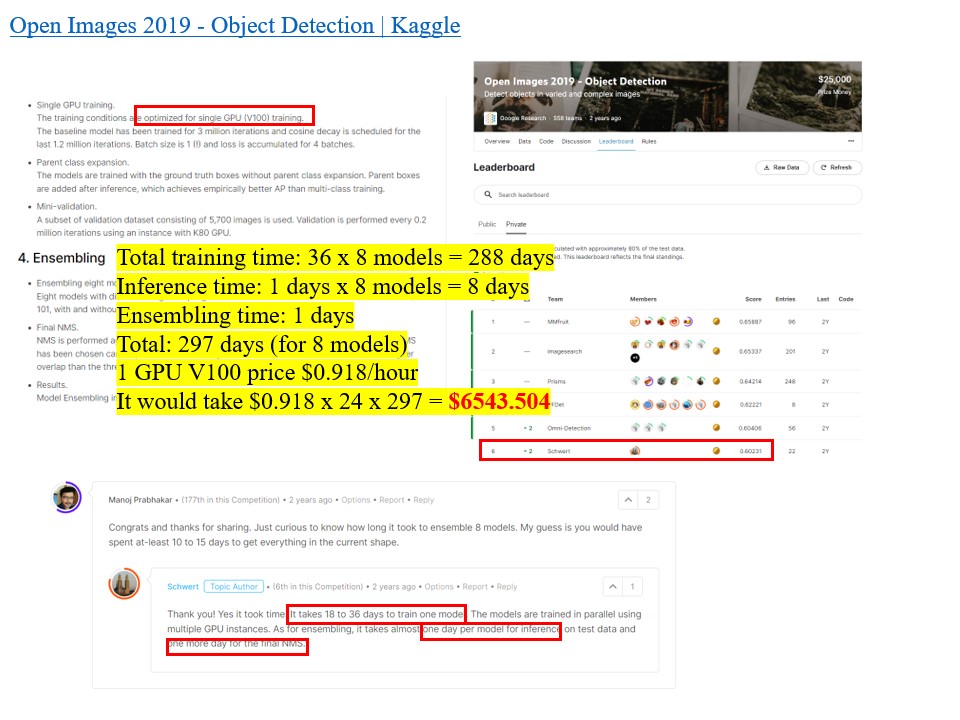 Open Images 2019 - Object Detection | Kaggle
Single GPU training.
The training conditions are optimized for single GPU (V100) training.
The baseline model has been trained for 3 million iterations and cosine decay is scheduled for the
last 1.2 million iterations. Batch size is 1 (!) and loss is accumulated for 4 batches.
Parent class expansion.
The models are trained with the ground truth boxes without parent class expansion. Parent boxes
are added after inference, which achieves empirically better AP than multi-class training.
Mini-validation.
A subset of validation dataset consisting of 5,700 images is used. Validation is performed every 0.2
million iterations using an instance with K80 GPU.
4. Ensembling
Ensembling eight m
Eight models with d
101, with and withou
Final NMS.
NMS is performed a
has been chosen ca
overlap than the thr
Results.
Model Ensembling i
Total training time: 36 x 8 models = 288 days
Inference time: 1 days x 8 models = 8 days
Ensembling time: 1 days
Total: 297 days (for 8 models)
1 GPU V100 price $0.918/hour
It would take $0.918 x 24 x 297 = $6543.504
Open Images 2019 - Object Detection
Detect objects in varied and complex images
$25,000
Prize Money
Google Research · 558 teams · 2 years ago
Overview Data Code Discussion Leaderboard Rules ...
Leaderboard
Raw Data Refresh
Search leaderboard
Public Private
culated with approximately 60% of the test data.
ed. This leaderboard reflects the final standings.
Team Members Score Entries Last Code
1 — MMfruit 0.65887 96 2Y
2 — imagesearch 0.65337 201 2Y
3 — Prisms 0.64214 248 2Y
FDet 0.62221 8 2Y
5 2 Omni-Detection 0.60406 56 2Y
6 2 Schwert 0.60231 22 2Y
Manoj Prabhakar • (177th in this Competition) • 2 years ago • Options • Report • Reply
2
Congrats and thanks for sharing. Just curious to know how long it took to ensemble 8 models. My guess is you would have
spent at-least 10 to 15 days to get everything in the current shape.
Schwert Topic Author • (6th in this Competition) • 2 years ago • Options • Report • Reply
1
Thank you! Yes it took time. It takes 18 to 36 days to train one model. The models are trained in parallel using
multiple GPU instances. As for ensembling, it takes almost one day per model for inference on test data and
one more day for the final NMS.